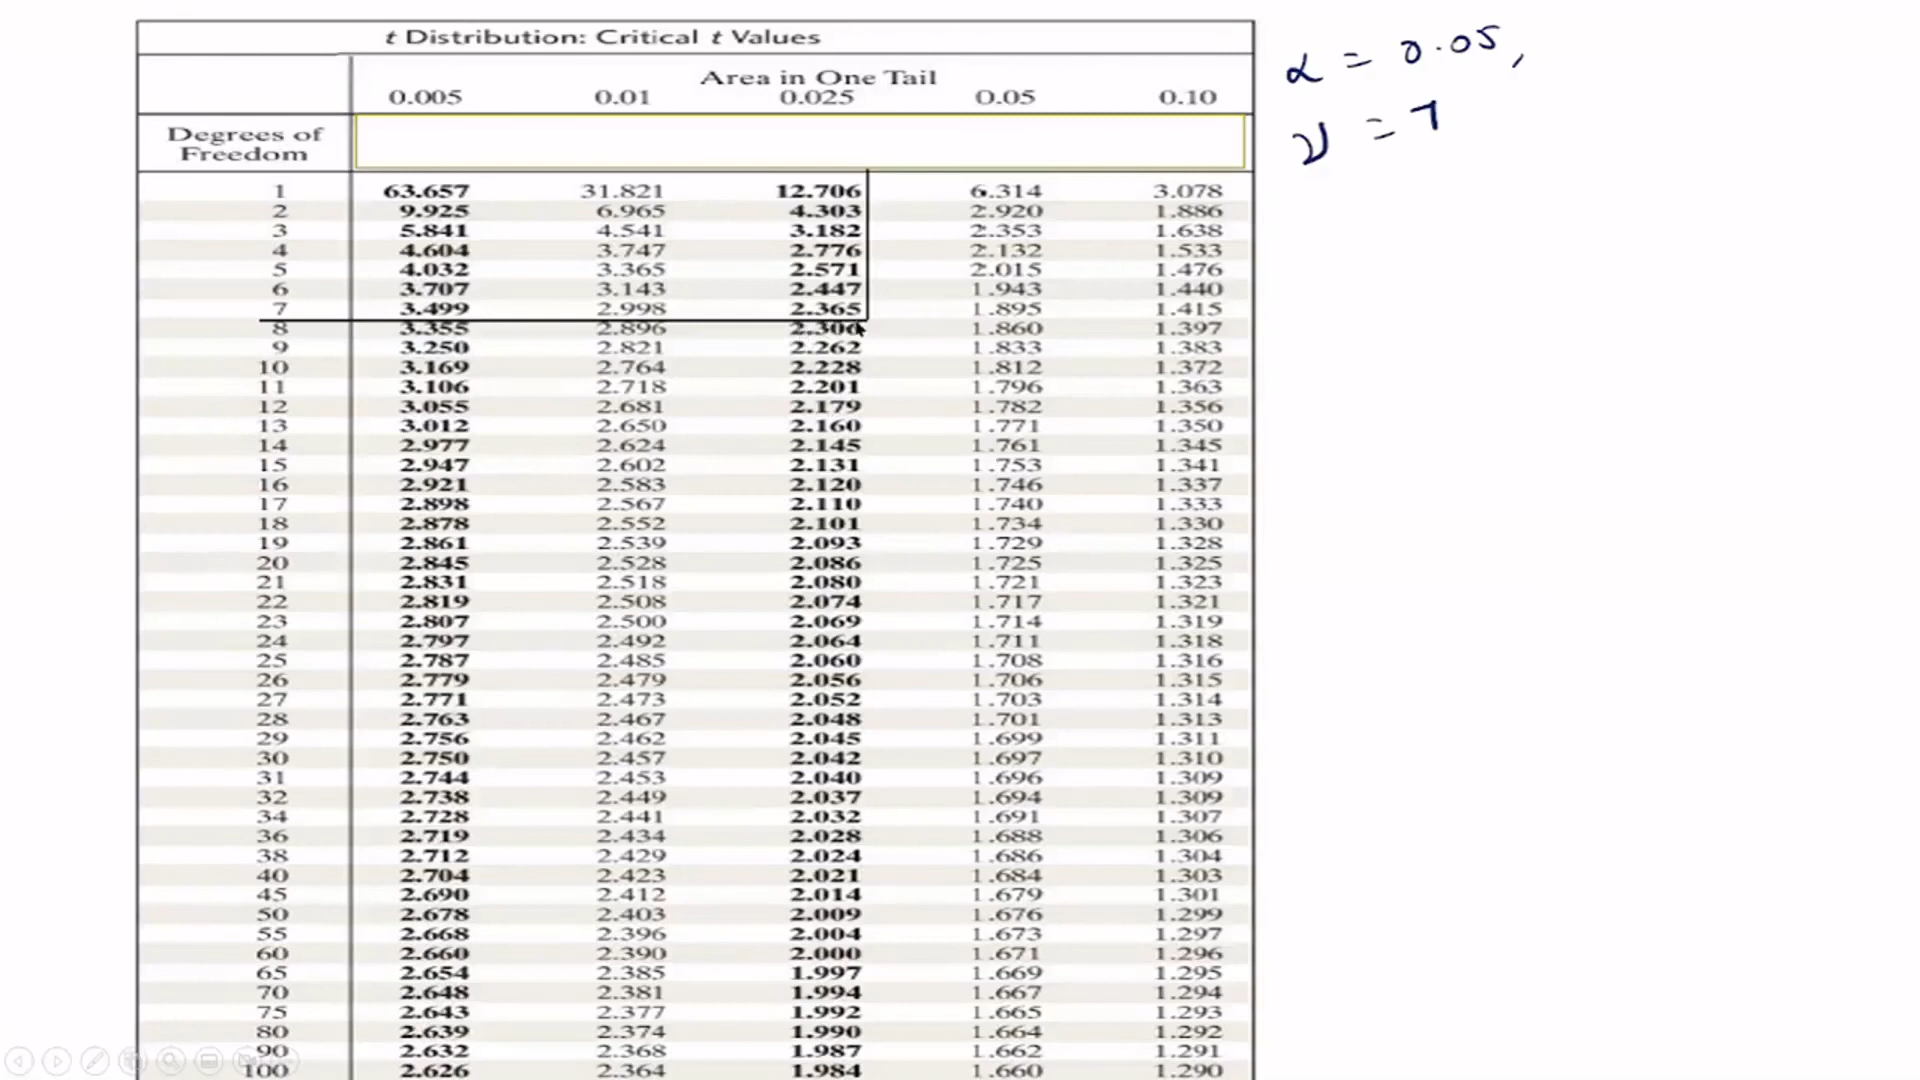 t Distribution: Critical t Values
Area in One Tail
0.005 0.01 0.025 0.05 0.10
Degrees of
Freedom
1 63.657 31.821 12.706 6.314 3.078
2 9.925 6.965 4.303 2.920 1.886
3 5.841 4.541 3.182 2.353 1.638
4 4.604 3.747 2.776 2.132 1.533
5 4.032 3.365 2.571 2.015 1.476
6 3.707 3.143 2.447 1.943 1.440
7 3.499 2.998 2.365 1.895 1.415
8 3.355 2.896 2.306 1.860 1.397
9 3.250 2.821 2.262 1.833 1.383
10 3.169 2.764 2.228 1.812 1.372
11 3.106 2.718 2.201 1.796 1.363
12 3.055 2.681 2.179 1.782 1.356
13 3.012 2.650 2.160 1.771 1.350
14 2.977 2.624 2.145 1.761 1.345
15 2.947 2.602 2.131 1.753 1.341
16 2.921 2.583 2.120 1.746 1.337
17 2.898 2.567 2.110 1.740 1.333
18 2.878 2.552 2.101 1.734 1.330
19 2.861 2.539 2.093 1.729 1.328
20 2.845 2.528 2.086 1.725 1.325
21 2.831 2.518 2.080 1.721 1.323
22 2.819 2.508 2.074 1.717 1.321
23 2.807 2.500 2.069 1.714 1.319
24 2.797 2.492 2.064 1.711 1.318
25 2.787 2.485 2.060 1.708 1.316
26 2.779 2.479 2.056 1.706 1.315
27 2.771 2.473 2.052 1.703 1.314
28 2.763 2.467 2.048 1.701 1.313
29 2.756 2.462 2.045 1.699 1.311
30 2.750 2.457 2.042 1.697 1.310
31 2.744 2.453 2.040 1.696 1.309
32 2.738 2.449 2.037 1.694 1.309
34 2.728 2.441 2.032 1.691 1.307
36 2.719 2.434 2.028 1.688 1.306
38 2.712 2.429 2.024 1.686 1.304
40 2.704 2.423 2.021 1.684 1.303
45 2.690 2.412 2.014 1.679 1.301
50 2.678 2.403 2.009 1.676 1.299
55 2.668 2.396 2.004 1.673 1.297
60 2.660 2.390 2.000 1.671 1.296
65 2.654 2.385 1.997 1.669 1.295
70 2.648 2.381 1.994 1.667 1.294
75 2.643 2.377 1.992 1.665 1.293
80 2.639 2.374 1.990 1.664 1.292
90 2.632 2.368 1.987 1.662 1.291
100 2.626 2.364 1.984 1.660 1.290
α = 0.05,
ν = 7